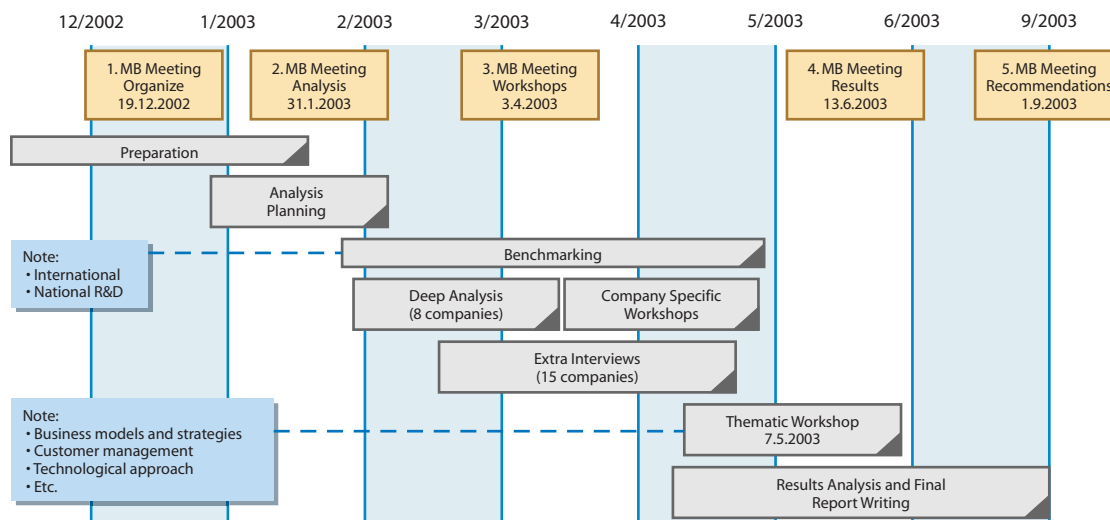 12/2002
1/2003
2/2003
3/2003
4/2003
5/2003
6/2003
9/2003
1. MB Meeting
Organize
19.12.2002
2. MB Meeting
Analysis
31.1.2003
3. MB Meeting
Workshops
3.4.2003
4. MB Meeting
Results
13.6.2003
5. MB Meeting
Recommendations
1.9.2003
Preparation
Analysis
Planning
Note:
• International
• National R&D
Benchmarking
Deep Analysis
(8 companies)
Company Specific
Workshops
Extra Interviews
(15 companies)
Note:
• Business models and strategies
• Customer management
• Technological approach
• Etc.
Thematic Workshop
7.5.2003
Results Analysis and Final
Report Writing